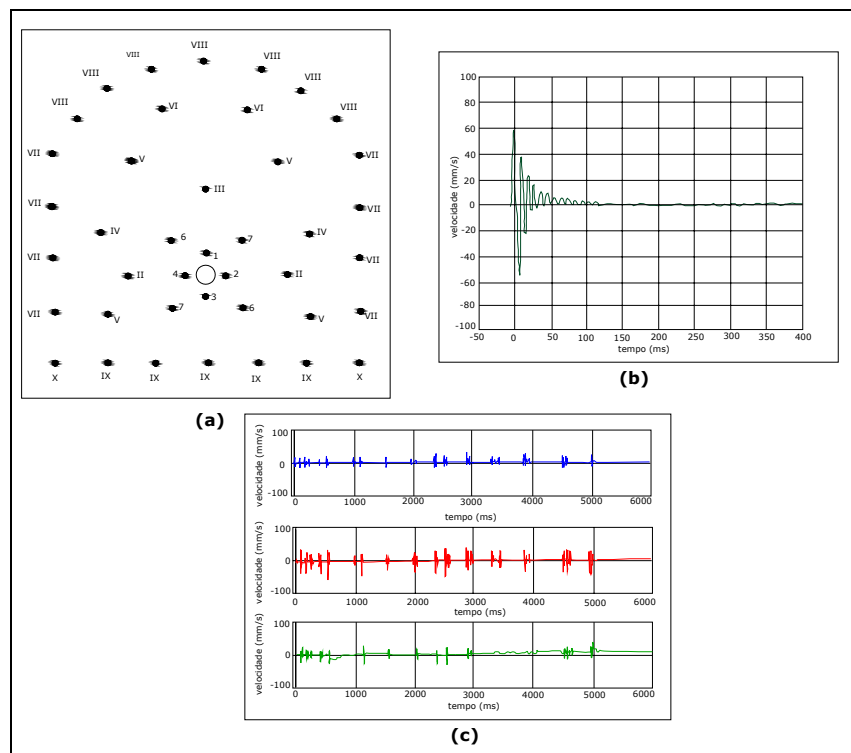 VIII
VIII VIII
VIII VIII
VI VI
VIII VIII
VII V V VII
III
VII VII
IV 6 7 IV
1
VII VII
II 4 2 II
3
VII V 7 6 V VII
X IX IX IX IX IX X
(a)
velocidade (mm/s)
100
80
60
40
20
0
-20
-40
-60
-80
-100
-50 0 50 100 150 200 250 300 350 400
tempo (ms)
(b)
velocidade (mm/s)
100
0
-100
0 1000 2000 3000 4000 5000 6000
tempo (ms)
velocidade (mm/s)
100
0
-100
0 1000 2000 3000 4000 5000 6000
tempo (ms)
velocidade (mm/s)
100
0
-100
0 1000 2000 3000 4000 5000 6000
tempo (ms)
(c)